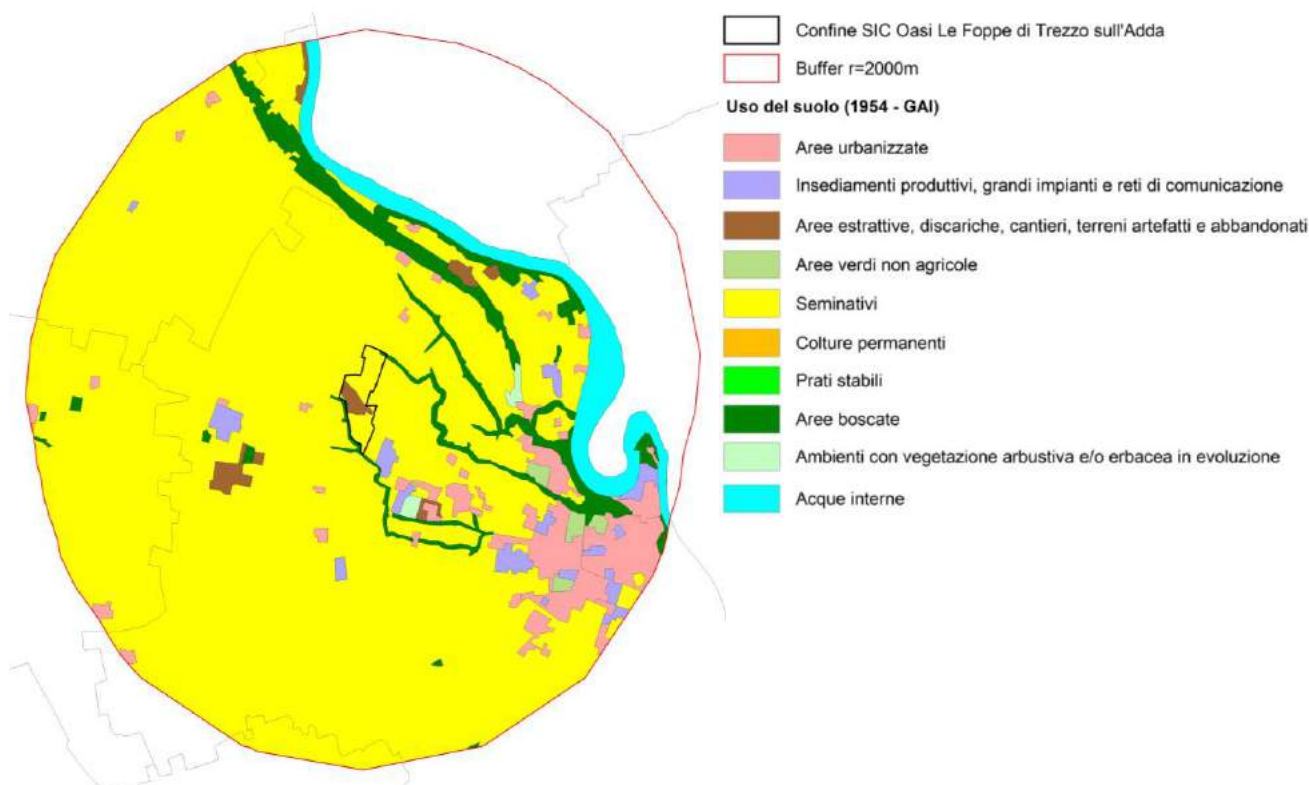 Confine SIC Oasi Le Foppe di Trezzo sull'Adda
Buffer r=2000m
Uso del suolo (1954 - GAI)
Aree urbanizzate
Insediamenti produttivi, grandi impianti e reti di comunicazione
Aree estrattive, discariche, cantieri, terreni artefatti e abbandonati
Aree verdi non agricole
Seminativi
Colture permanenti
Prati stabili
Aree boscate
Ambienti con vegetazione arbustiva e/o erbacea in evoluzione
Acque interne